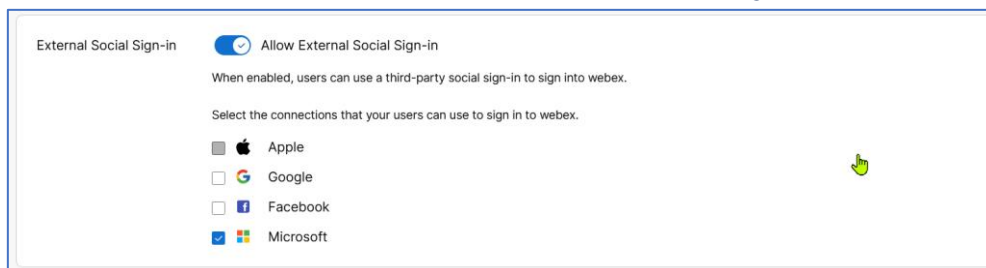 External Social Sign-in Allow External Social Sign-in
When enabled, users can use a third-party social sign-in to sign into webex.
Select the connections that your users can use to sign in to webex.
Apple
Google
Facebook
Microsoft